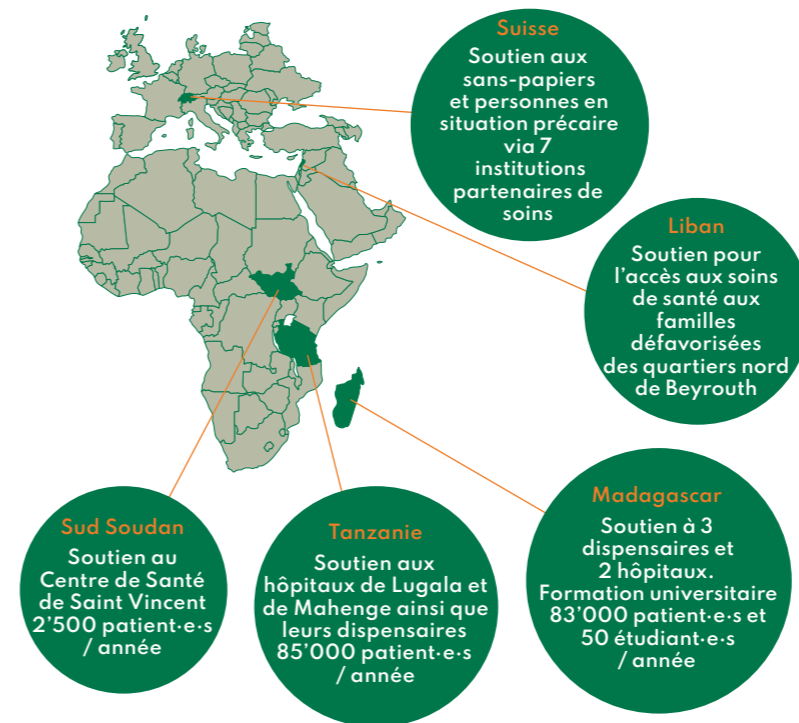 Suisse
Soutien aux
sans-papiers
et personnes en
situation précaire
via 7
institutions
partenaires de
soins
Liban
Soutien pour
l'accès aux soins
de santé aux
familles
défavorisées
des quartiers nord
de Beyrouth
Sud Soudan
Soutien au
Centre de Santé
de Saint Vincent
2'500 patient·e·s
/ année
Tanzanie
Soutien aux
hôpitaux de Lugala et
de Mahenge ainsi que
leurs dispensaires
85'000 patient·e·s
/ année
Madagascar
Soutien à 3
dispensaires et
2 hôpitaux.
Formation universitaire
83'000 patient·e·s et
50 étudiant·e·s
/ année